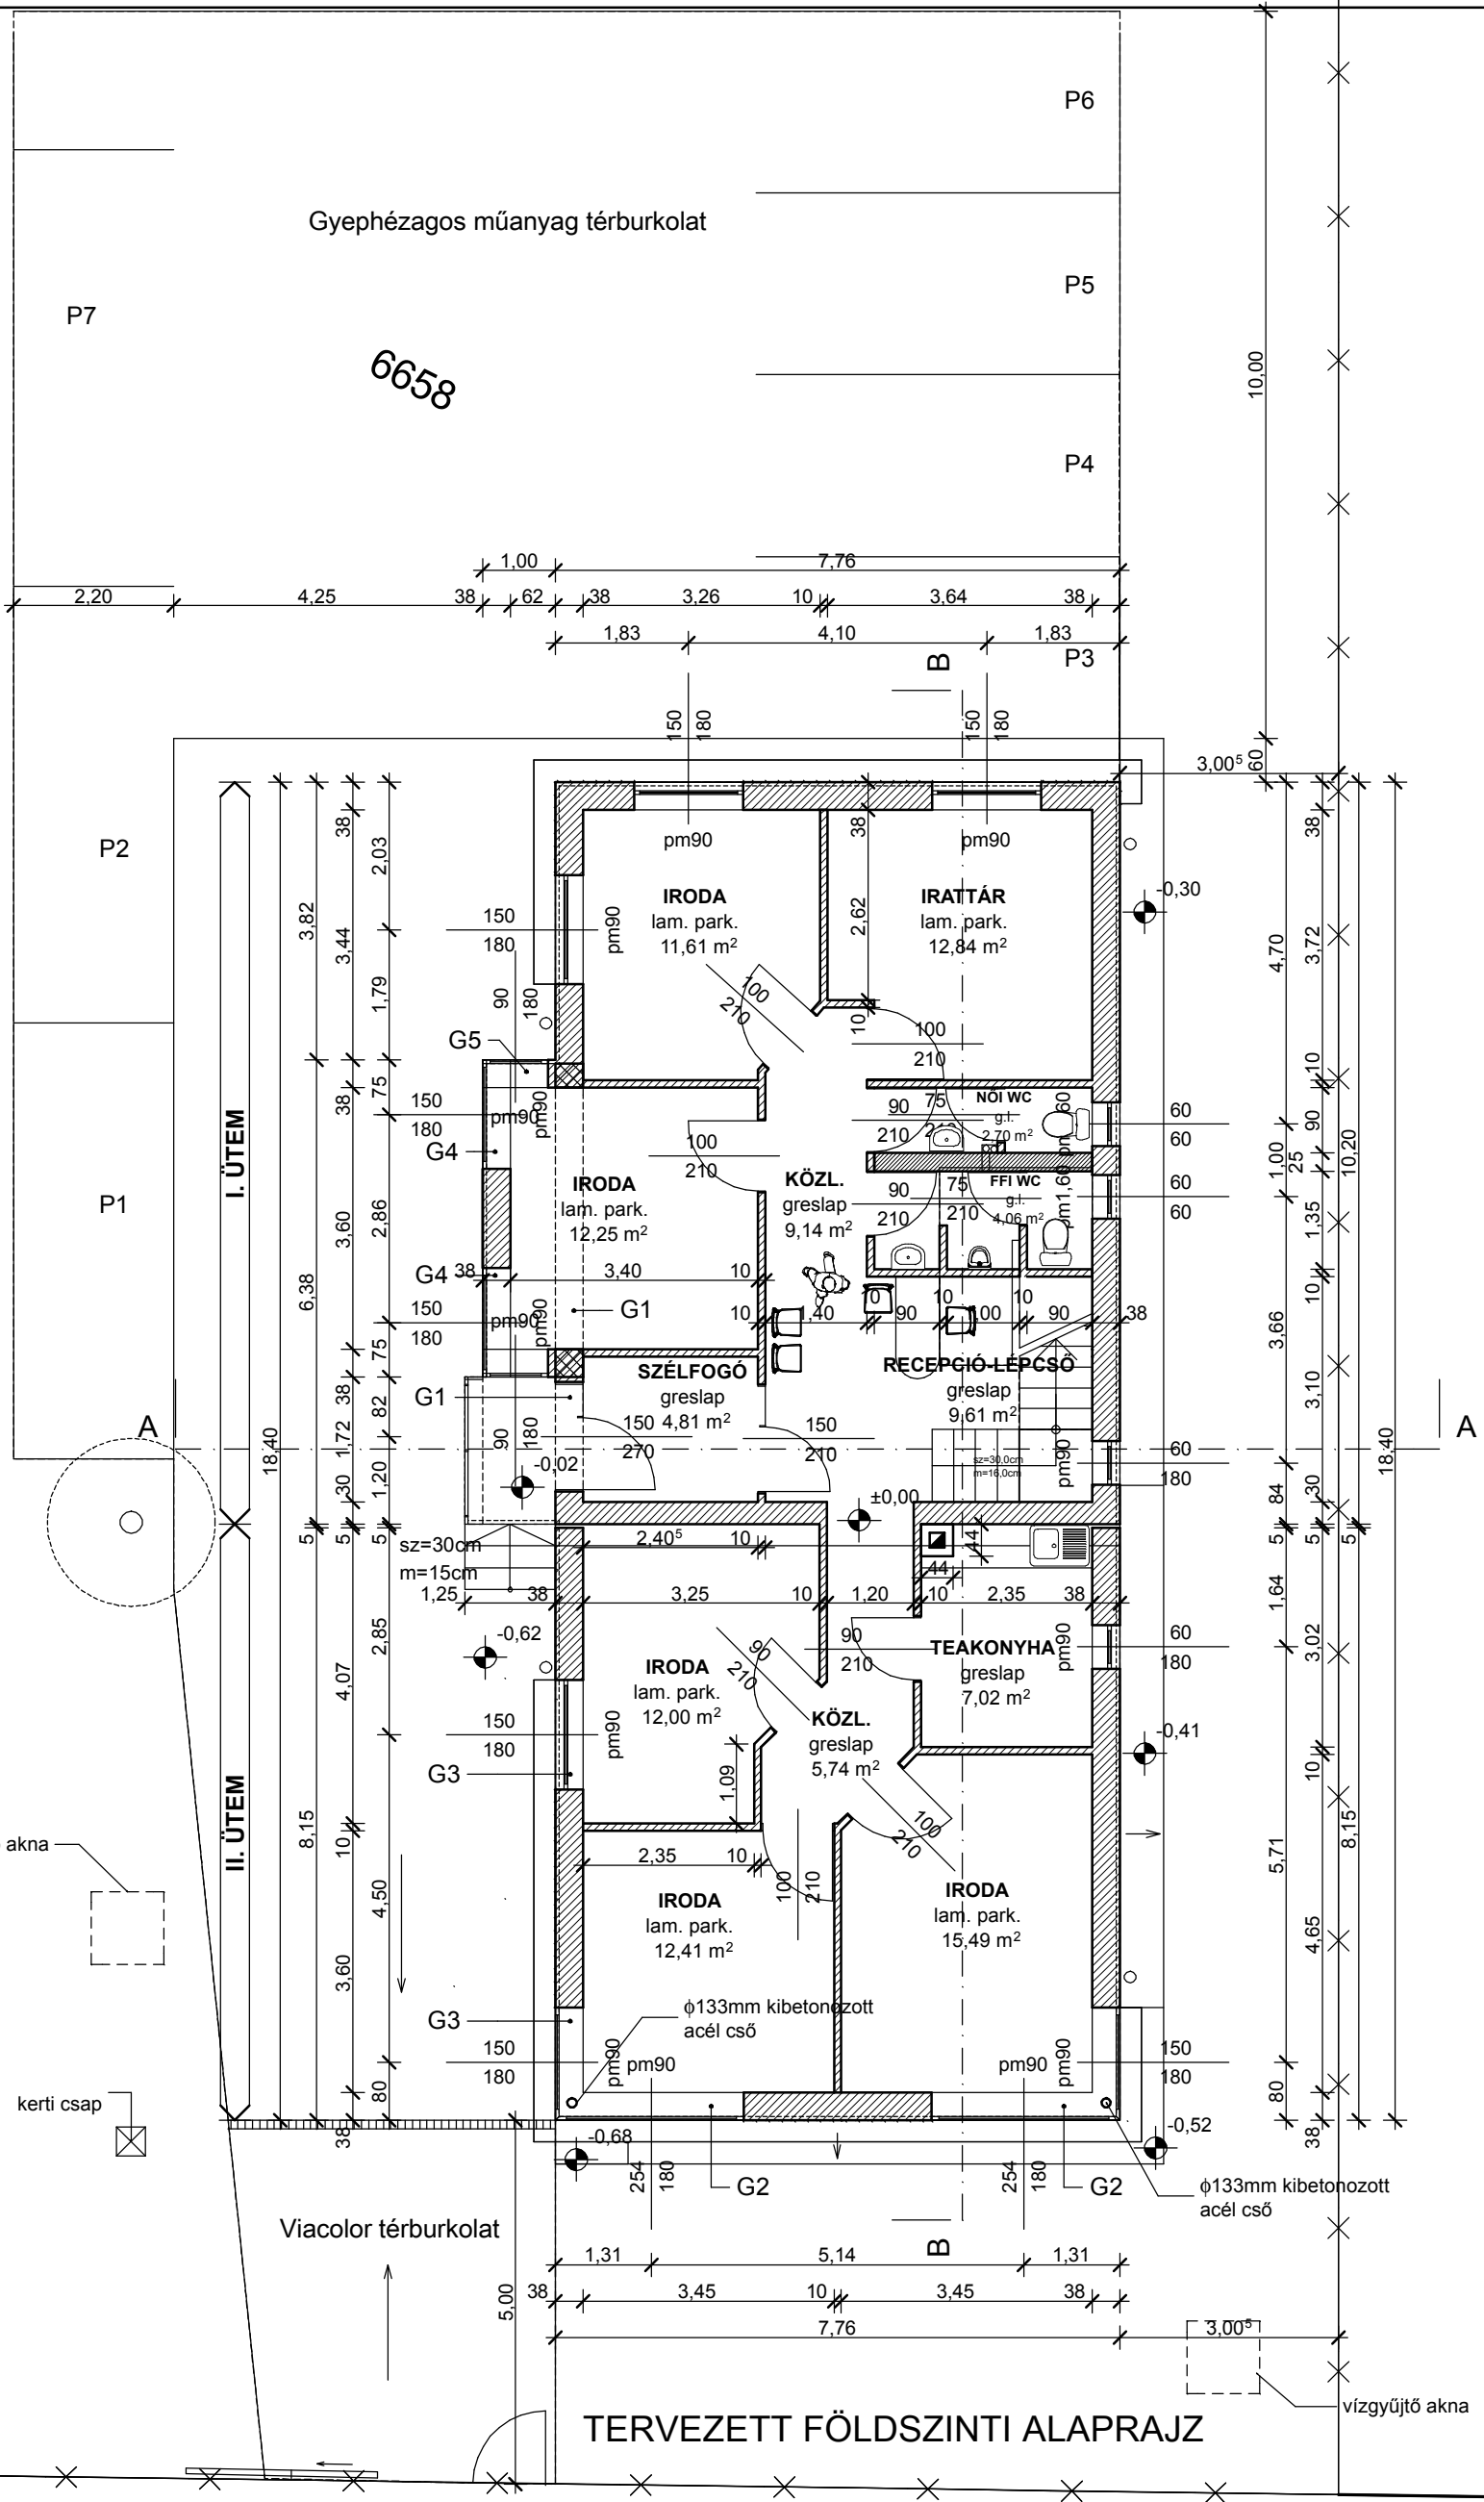 P6
Gyephézagos műanyag térburkolat
P5
P7
6658
10,00
P4
1,00
7,76
2,20
4,25
38
62
38
3,26
10
3,64
38
1,83
4,10
1,83
P3
B
150
180
150
180
3,00⁵
60
38
2,03
pm90
38
pm90
38
P2
IRODA
lam. park.
11,61 m²
IRATTÁR
lam. park.
12,84 m²
-0,30
3,82
3,44
150
180
pm90
2,62
4,70
3,72
1,79
90
180
100
210
10
100
210
G5
10
75
38
150
180
pm90
pm90
90
210
75
NŐI WC
g.l.
2,70 m²
pm1,60
60
60
90
I. ÜTEM
G4
100
210
1,00
25
10,20
P1
IRODA
lam. park.
12,25 m²
KÖZL.
greslap
9,14 m²
90
210
75
210
FFI WC
g.l.
4,06 m²
pm1,60
60
60
2,86
3,60
1,35
G4
38
3,40
10
6,38
150
180
pm90
pm90
G1
10
10
10
10
1,40
90
1,00
90
38
10
3,66
75
SZÉLFOGÓ
greslap
4,81 m²
RECEPCIÓ-LÉPCSŐ
greslap
9,61 m²
G1
38
82
3,10
A
A
18,40
1,72
90
180
150
270
150
210
sz=30,0cm
m=16,0cm
pm90
60
180
18,40
1,20
30
-0,02
±0,00
84
30
5
5
5
sz=30cm
m=15cm
2,40⁵
10
44
44
5
5
5
1,25
38
3,25
10
1,20
10
2,35
38
1,64
2,85
-0,62
90
210
90
210
TEAKONYHA
greslap
7,02 m²
pm90
60
180
3,02
IRODA
lam. park.
12,00 m²
4,07
KÖZL.
greslap
5,74 m²
150
180
pm90
-0,41
G3
1,09
10
II. ÜTEM
8,15
100
210
8,15
akna
10
2,35
10
100
210
5,71
4,50
IRODA
lam. park.
12,41 m²
IRODA
lam. park.
15,49 m²
4,65
3,60
ϕ133mm kibetonozott
acél cső
G3
150
180
pm90
pm90
pm90
pm90
150
180
80
80
kerti csap
38
-0,68
-0,52
38
254
180
G2
254
180
G2
ϕ133mm kibetonozott
acél cső
Viacolor térburkolat
B
1,31
5,14
1,31
5,00
38
3,45
10
3,45
38
7,76
3,00⁵
vízgyűjtő akna
TERVEZETT FÖLDSZINTI ALAPRAJZ